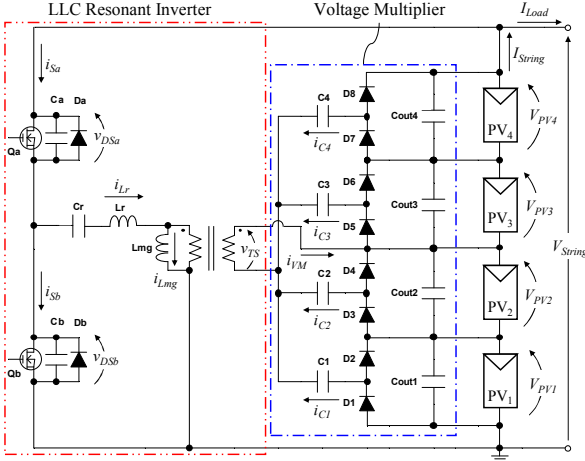 LLC Resonant Inverter
Voltage Multiplier
I_Load
i_Sa
I_String
Ca Da
C4
D8
Cout4
PV4
V_PV4
v_DSa
Qa
i_C4
D7
D6
i_Lr
C3
Cout3
PV3
V_PV3
Cr
Lr
i_C3
D5
V_String
Lmg
v_TS
i_VM
D4
i_Lmg
C2
Cout2
PV2
V_PV2
i_Sb
i_C2
D3
Cb Db
D2
v_DSb
C1
Cout1
PV1
V_PV1
Qb
i_C1
D1